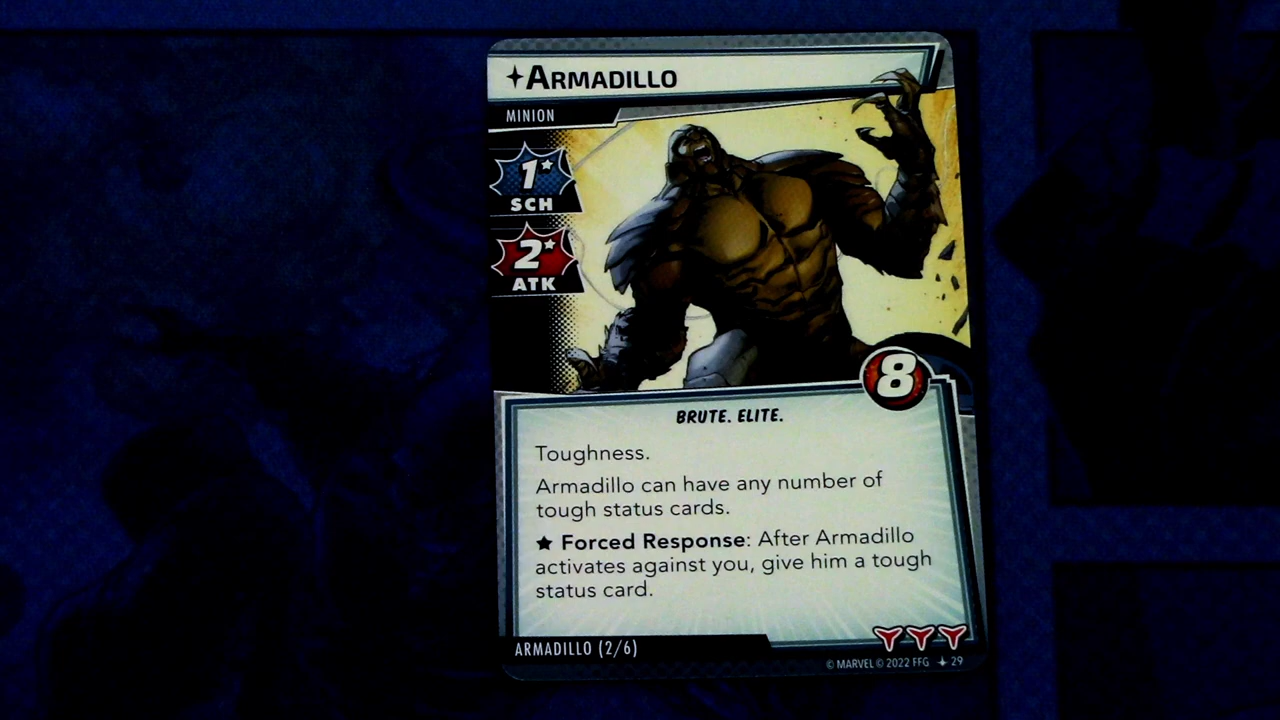 ARMADILLO
MINION
1
SCH
2
ATK
8
BRUTE. ELITE.
Toughness.
Armadillo can have any number of
tough status cards.
★ Forced Response: After Armadillo
activates against you, give him a tough
status card.
ARMADILLO (2/6)
© MARVEL © 2022 FFG 29